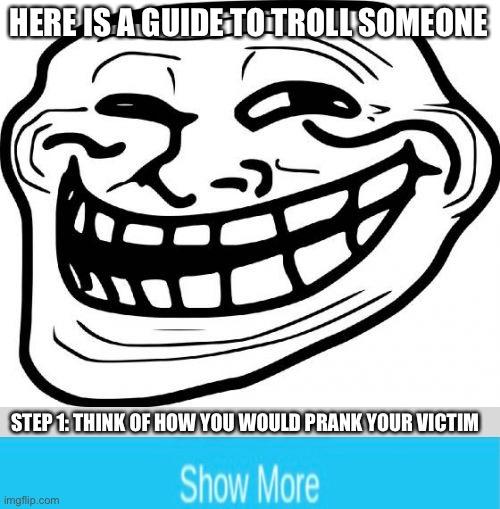 HERE IS A GUIDE TO TROLL SOMEONE
STEP 1: THINK OF HOW YOU WOULD PRANK YOUR VICTIM
Show More
imgflip.com